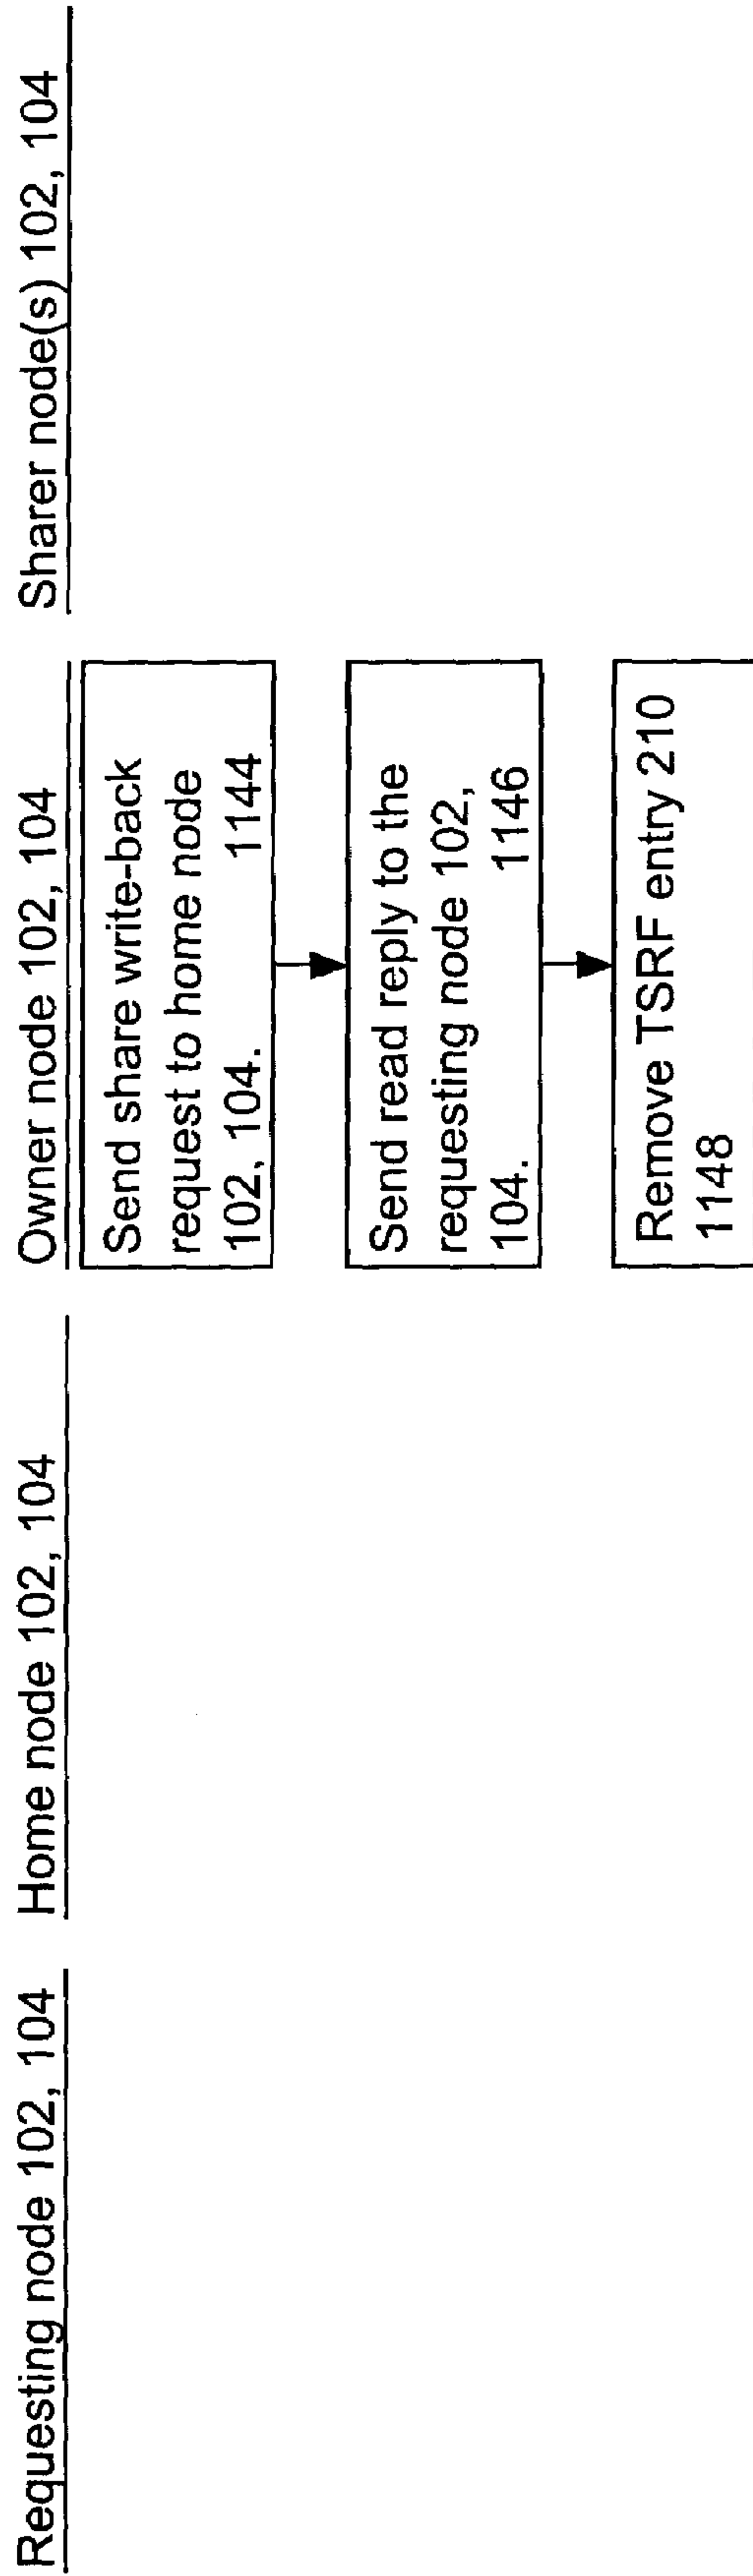 Requesting node 102, 104
Home node 102, 104
Owner node 102, 104
Sharer node(s) 102, 104
Send share write-back
request to home node
102, 104. 1144
Send read reply to the
requesting node 102,
104. 1146
Remove TSRF entry 210
1148